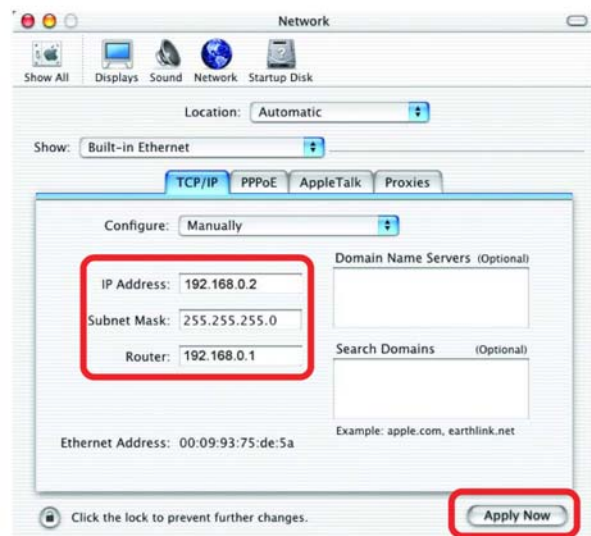 Network
Show All Displays Sound Network Startup Disk
Location: Automatic
Show: Built-in Ethernet
TCP/IP PPPoE AppleTalk Proxies
Configure: Manually
Domain Name Servers (Optional)
IP Address: 192.168.0.2
Subnet Mask: 255.255.255.0
Router: 192.168.0.1
Search Domains (Optional)
Example: apple.com, earthlink.net
Ethernet Address: 00:09:93:75:de:5a
Click the lock to prevent further changes.
Apply Now